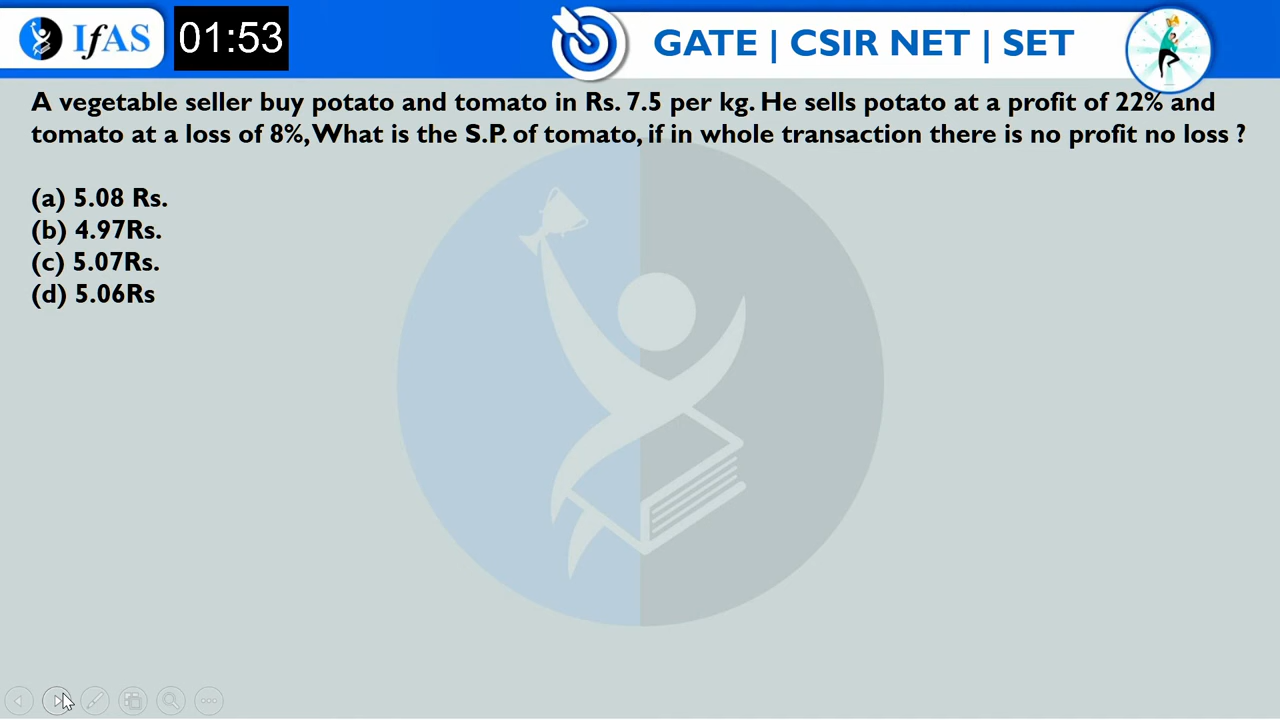 IfAS
01:53
GATE | CSIR NET | SET
A vegetable seller buy potato and tomato in Rs. 7.5 per kg. He sells potato at a profit of 22% and
tomato at a loss of 8%, What is the S.P. of tomato, if in whole transaction there is no profit no loss ?
(a) 5.08 Rs.
(b) 4.97Rs.
(c) 5.07Rs.
(d) 5.06Rs